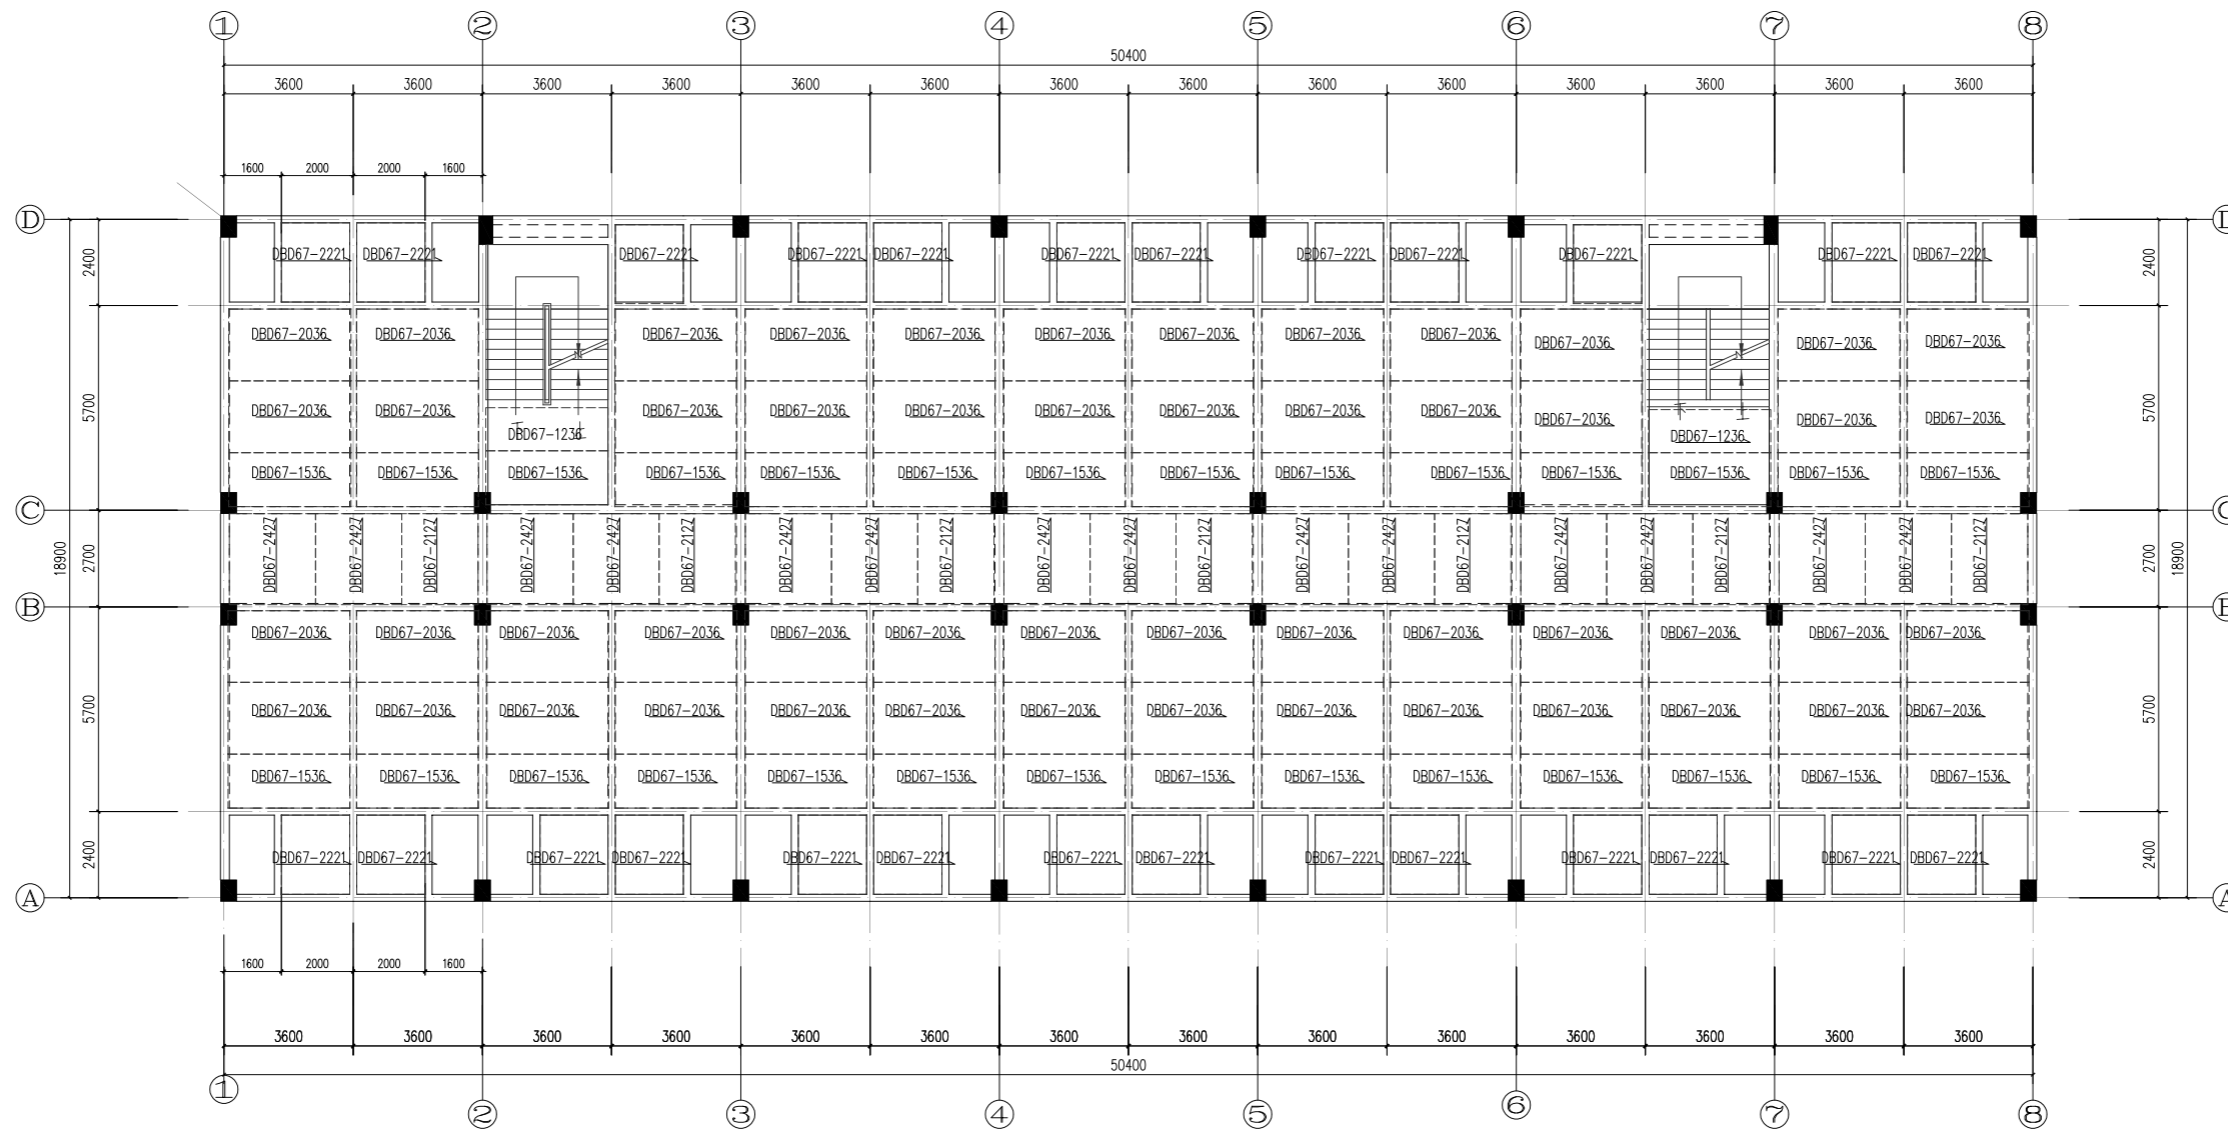 ① ② ③ ④ ⑤ ⑥ ⑦ ⑧
50400
3600 3600 3600 3600 3600 3600 3600 3600 3600 3600 3600 3600 3600 3600
1600 2000 2000 1600
D D
2400 DBD67-2221 DBD67-2221 DBD67-2221 DBD67-2221 DBD67-2221 DBD67-2221 DBD67-2221 DBD67-2221 DBD67-2221 DBD67-2221 DBD67-2221 DBD67-2221 2400
DBD67-2036 DBD67-2036 DBD67-2036 DBD67-2036 DBD67-2036 DBD67-2036 DBD67-2036 DBD67-2036 DBD67-2036 DBD67-2036 DBD67-2036 DBD67-2036
5700 DBD67-2036 DBD67-2036 DBD67-2036 DBD67-2036 DBD67-2036 DBD67-2036 DBD67-2036 DBD67-2036 DBD67-2036 DBD67-2036 DBD67-2036 DBD67-2036 5700
DBD67-1236 DBD67-1236
DBD67-1536 DBD67-1536 DBD67-1536 DBD67-1536 DBD67-1536 DBD67-1536 DBD67-1536 DBD67-1536 DBD67-1536 DBD67-1536 DBD67-1536 DBD67-1536 DBD67-1536 DBD67-1536
C C
18900 2700 DBD67-2427 DBD67-2427 DBD67-2127 DBD67-2427 DBD67-2427 DBD67-2127 DBD67-2427 DBD67-2427 DBD67-2127 DBD67-2427 DBD67-2427 DBD67-2127 DBD67-2427 DBD67-2427 DBD67-2127 DBD67-2427 DBD67-2427 DBD67-2127 DBD67-2427 DBD67-2427 DBD67-2127 2700 18900
B B
DBD67-2036 DBD67-2036 DBD67-2036 DBD67-2036 DBD67-2036 DBD67-2036 DBD67-2036 DBD67-2036 DBD67-2036 DBD67-2036 DBD67-2036 DBD67-2036 DBD67-2036 DBD67-2036
5700 DBD67-2036 DBD67-2036 DBD67-2036 DBD67-2036 DBD67-2036 DBD67-2036 DBD67-2036 DBD67-2036 DBD67-2036 DBD67-2036 DBD67-2036 DBD67-2036 DBD67-2036 DBD67-2036 5700
DBD67-1536 DBD67-1536 DBD67-1536 DBD67-1536 DBD67-1536 DBD67-1536 DBD67-1536 DBD67-1536 DBD67-1536 DBD67-1536 DBD67-1536 DBD67-1536 DBD67-1536 DBD67-1536
2400 DBD67-2221 DBD67-2221 DBD67-2221 DBD67-2221 DBD67-2221 DBD67-2221 DBD67-2221 DBD67-2221 DBD67-2221 DBD67-2221 DBD67-2221 DBD67-2221 DBD67-2221 DBD67-2221 2400
A A
1600 2000 2000 1600
3600 3600 3600 3600 3600 3600 3600 3600 3600 3600 3600 3600 3600 3600
50400
① ② ③ ④ ⑤ ⑥ ⑦ ⑧